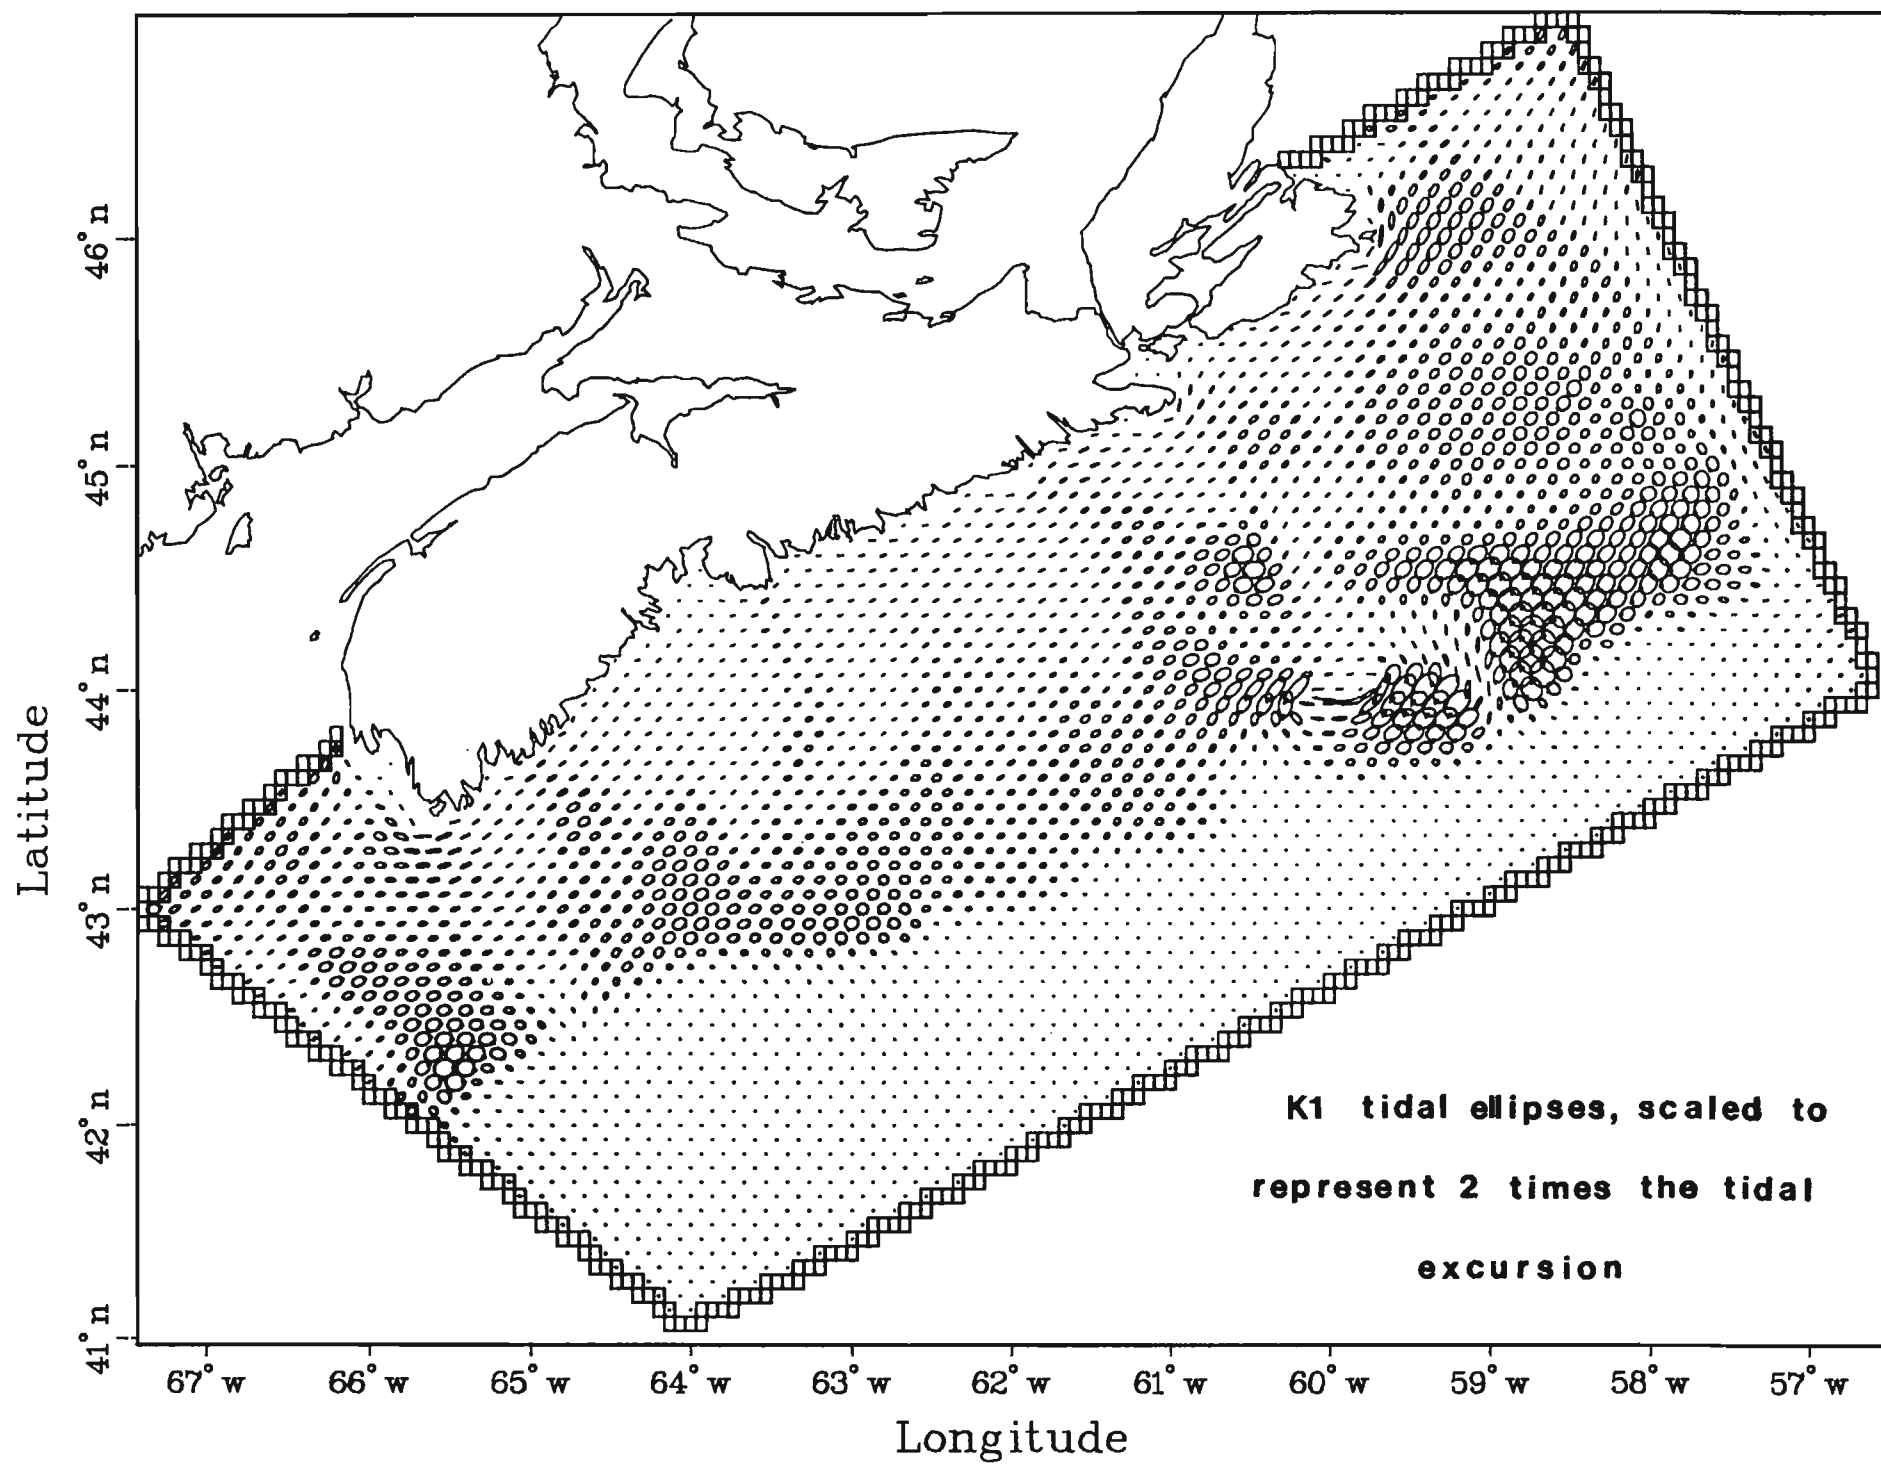 46° n
45° n
44° n
43° n
42° n
41° n
Latitude
K1 tidal ellipses, scaled to
represent 2 times the tidal
excursion
67° w 66° w 65° w 64° w 63° w 62° w 61° w 60° w 59° w 58° w 57° w
Longitude